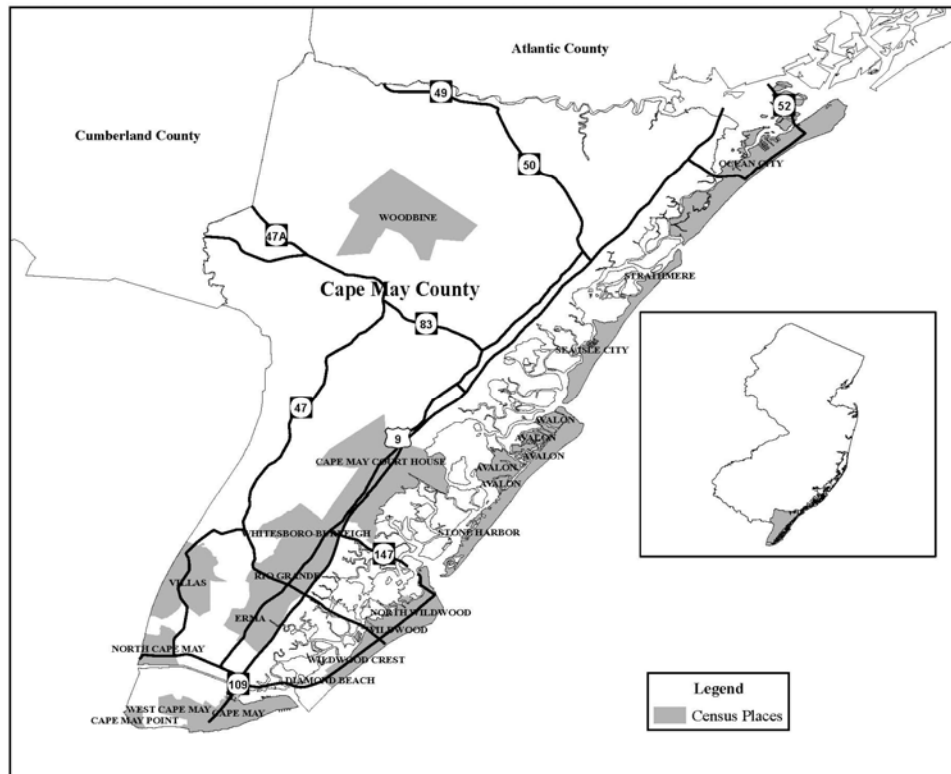 Atlantic County
49
52
Cumberland County
OCEAN CITY
50
WOODBINE
47A
STRATHMERE
Cape May County
83
SEA ISLE CITY
47
AVALON
9
AVALON
AVALON
CAPE MAY COURT HOUSE
AVALON
AVALON
WHITESBORO-BURLEIGH
STONE HARBOR
147
RIO GRANDE
VILLAS
NORTH WILDWOOD
ERMA
WILDWOOD
NORTH CAPE MAY
WILDWOOD CREST
DIAMOND BEACH
109
WEST CAPE MAY
CAPE MAY
CAPE MAY POINT
Legend
Census Places